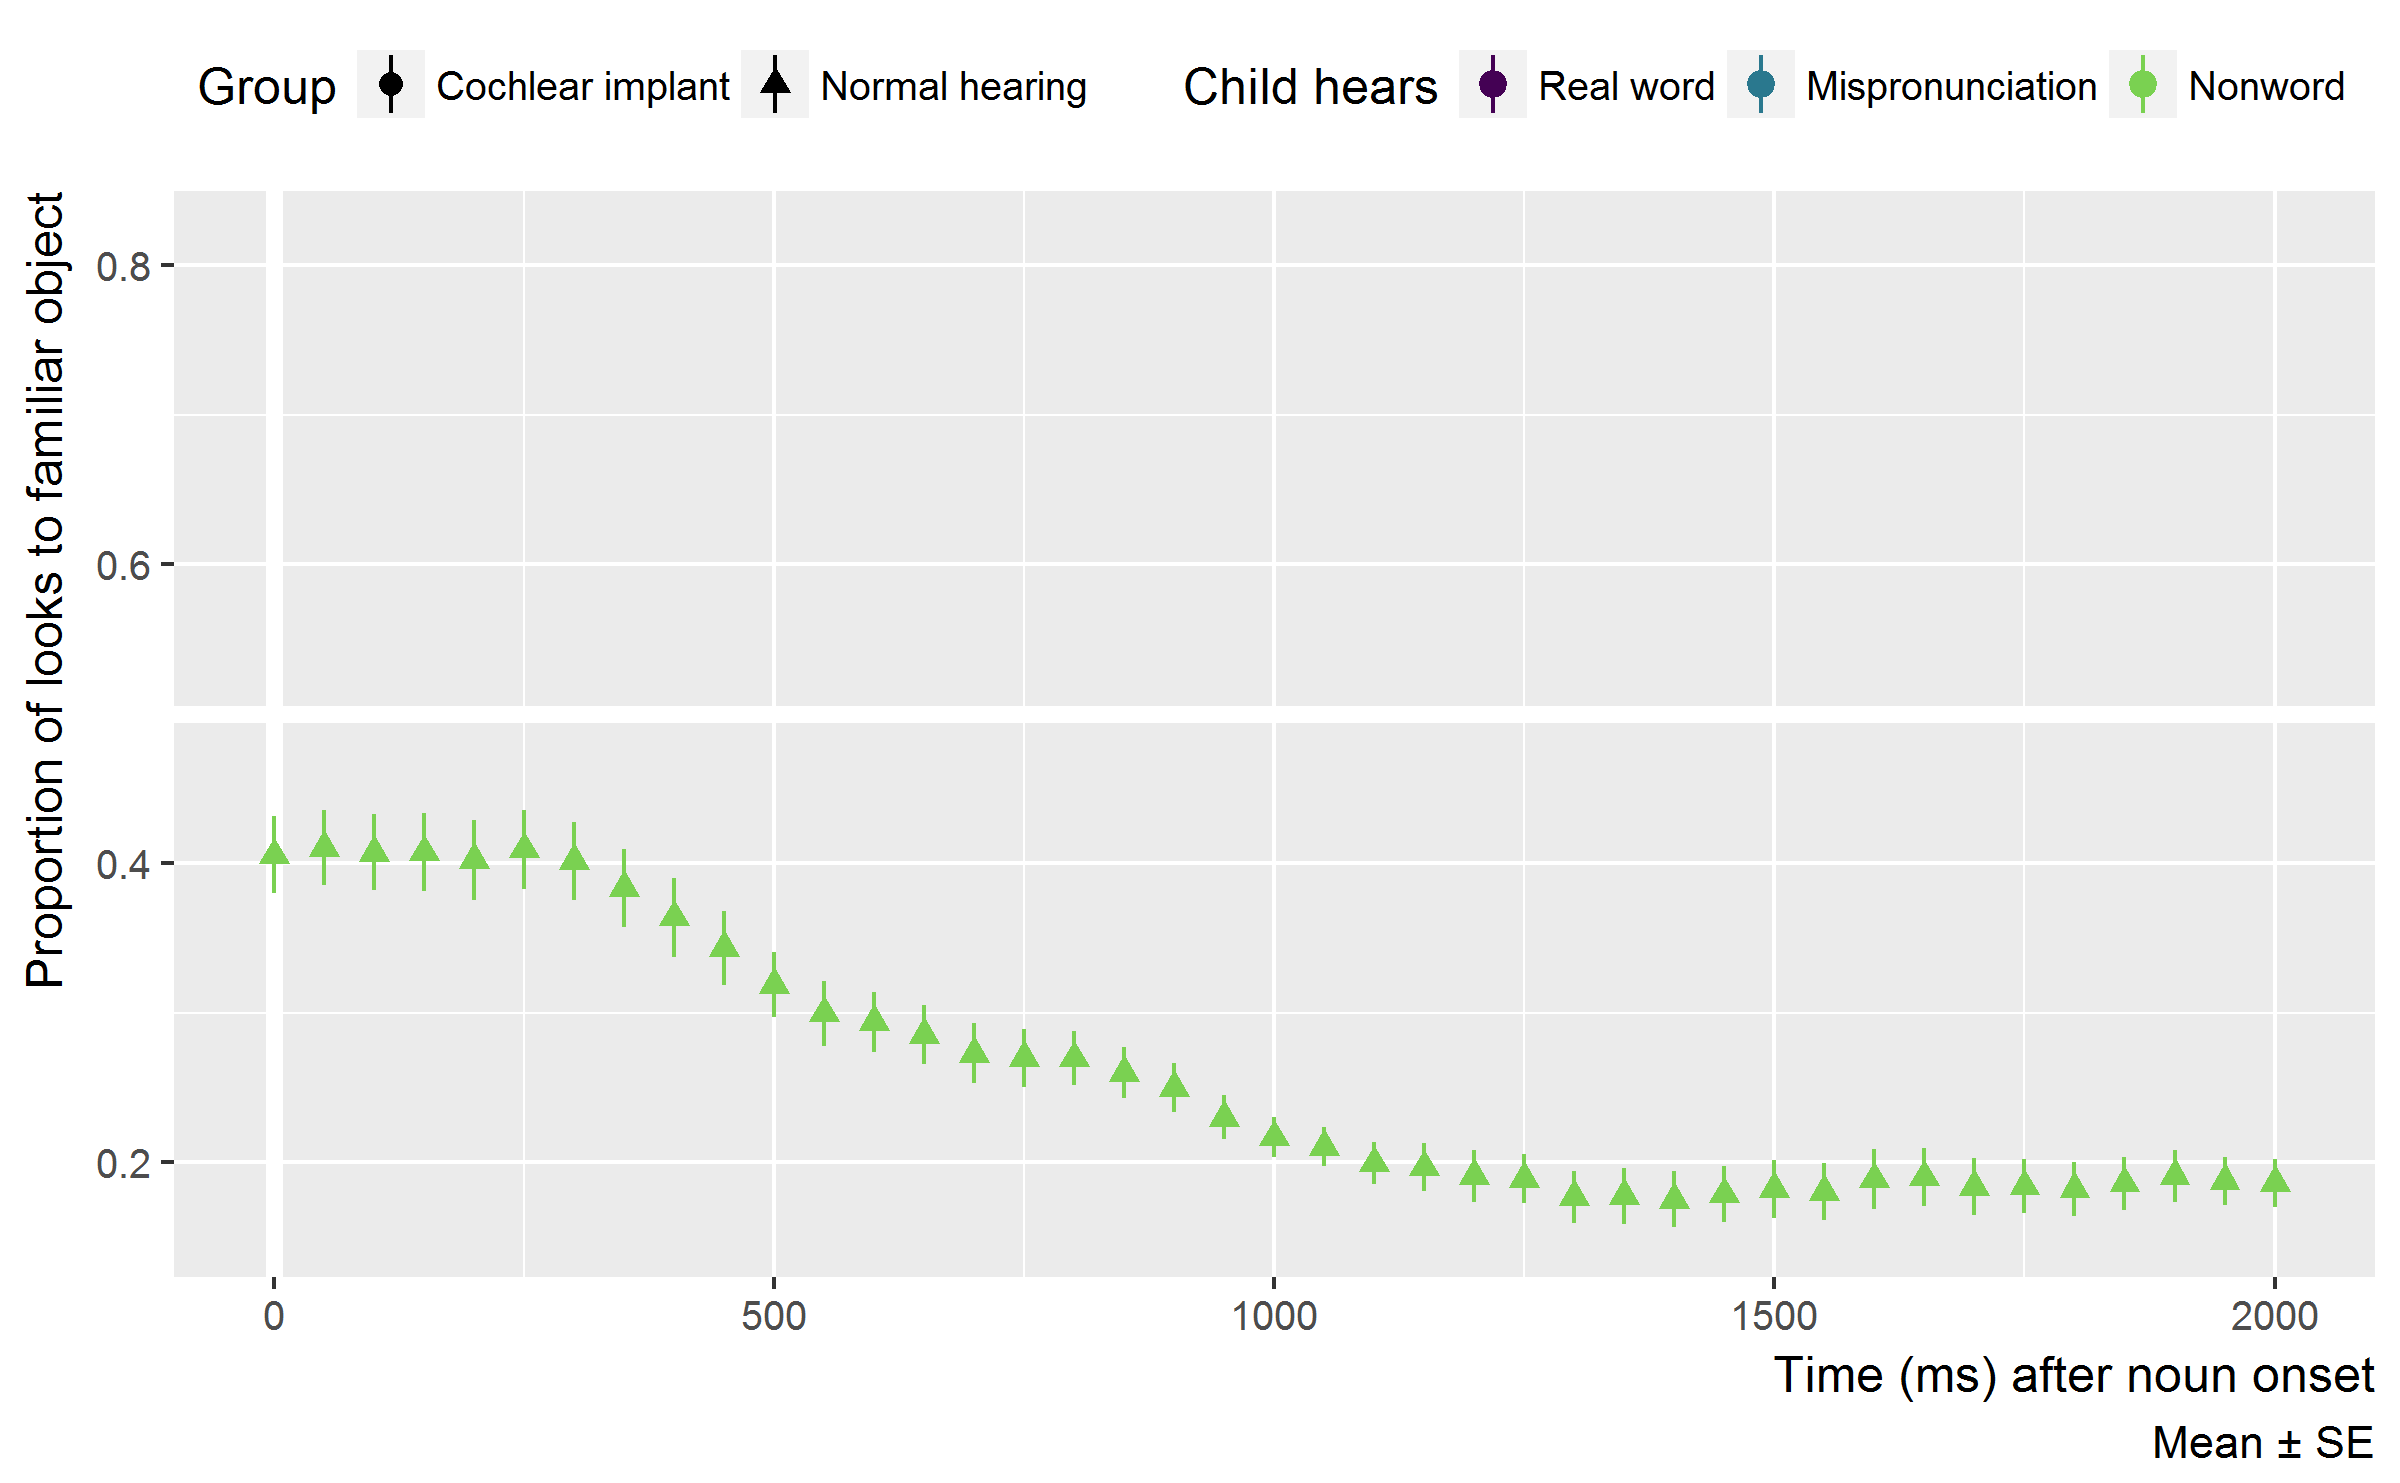 Group Cochlear implant Normal hearing Child hears Real word Mispronunciation Nonword
Proportion of looks to familiar object
0.8
0.6
0.4
0.2
0 500 1000 1500 2000
Time (ms) after noun onset
Mean ± SE